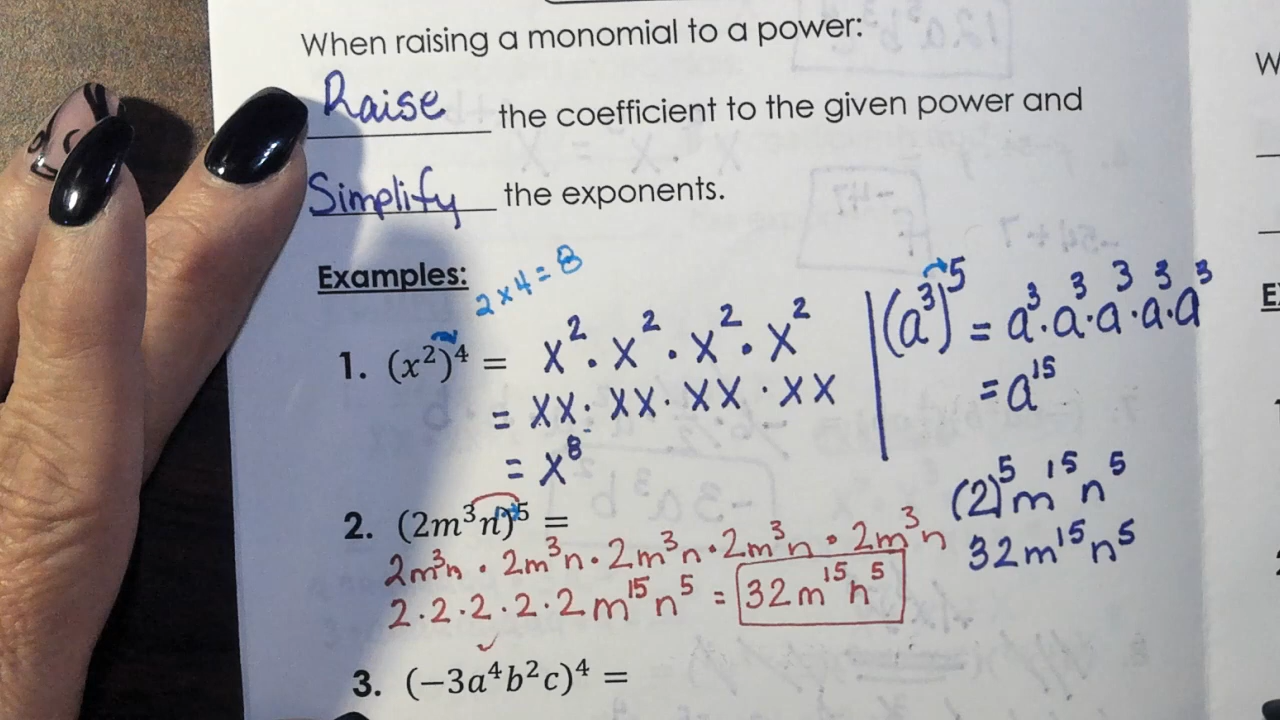 When raising a monomial to a power:
Raise the coefficient to the given power and
Simplify the exponents.
Examples:
2 x 4 = 8
1. (x²)⁴ = x² · x² · x² · x²
= xx · xx · xx · xx
= x⁸
(a³)⁵ = a³ · a³ · a³ · a³ · a³
= a¹⁵
2. (2m³n)⁵ =
2m³n · 2m³n · 2m³n · 2m³n · 2m³n
2 · 2 · 2 · 2 · 2 m¹⁵n⁵ = 32m¹⁵n⁵
(2)⁵m¹⁵n⁵
32m¹⁵n⁵
3. (−3a⁴b²c)⁴ =
W